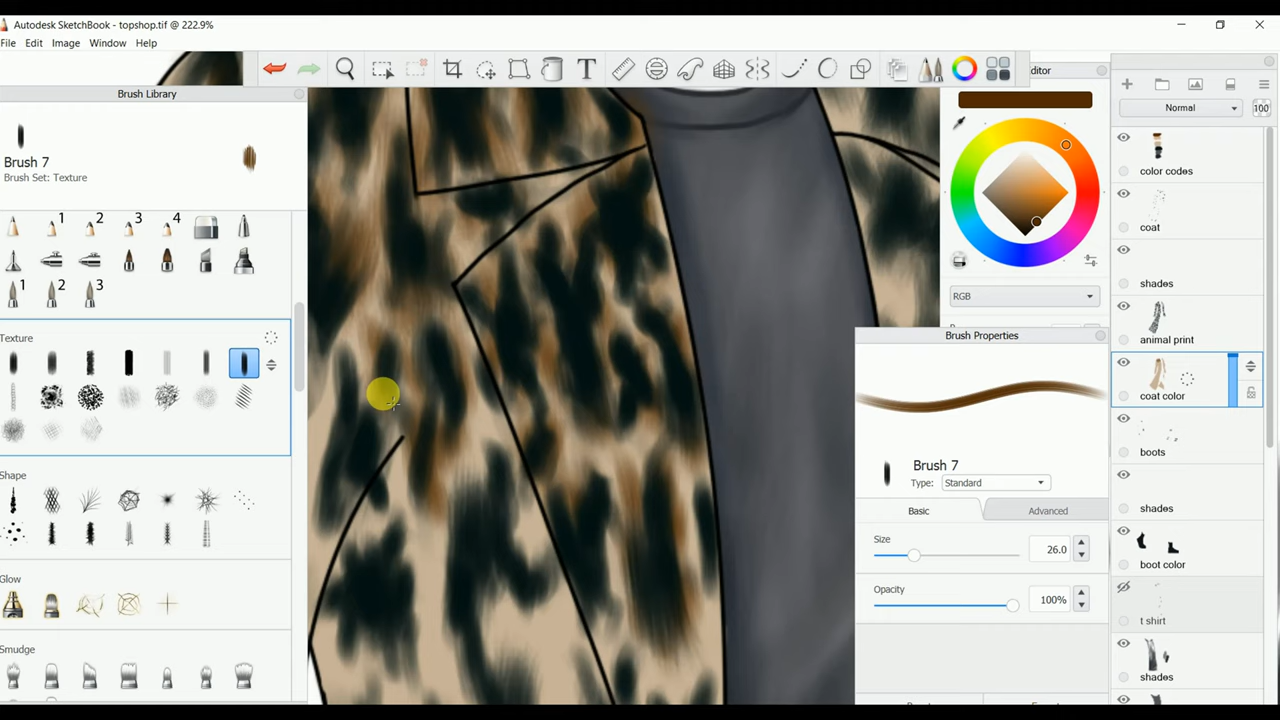 Autodesk SketchBook - topshop.tif @ 222.9%
File Edit Image Window Help
Brush Library
Brush 7
Brush Set: Texture
1 2 3 4
1 2 3
Texture
Shape
Glow
Smudge
ditor
RGB
Brush Properties
Brush 7
Type: Standard
Basic Advanced
Size
26.0
Opacity
100%
Normal 100
color codes
coat
shades
animal print
coat color
boots
shades
boot color
t shirt
shades